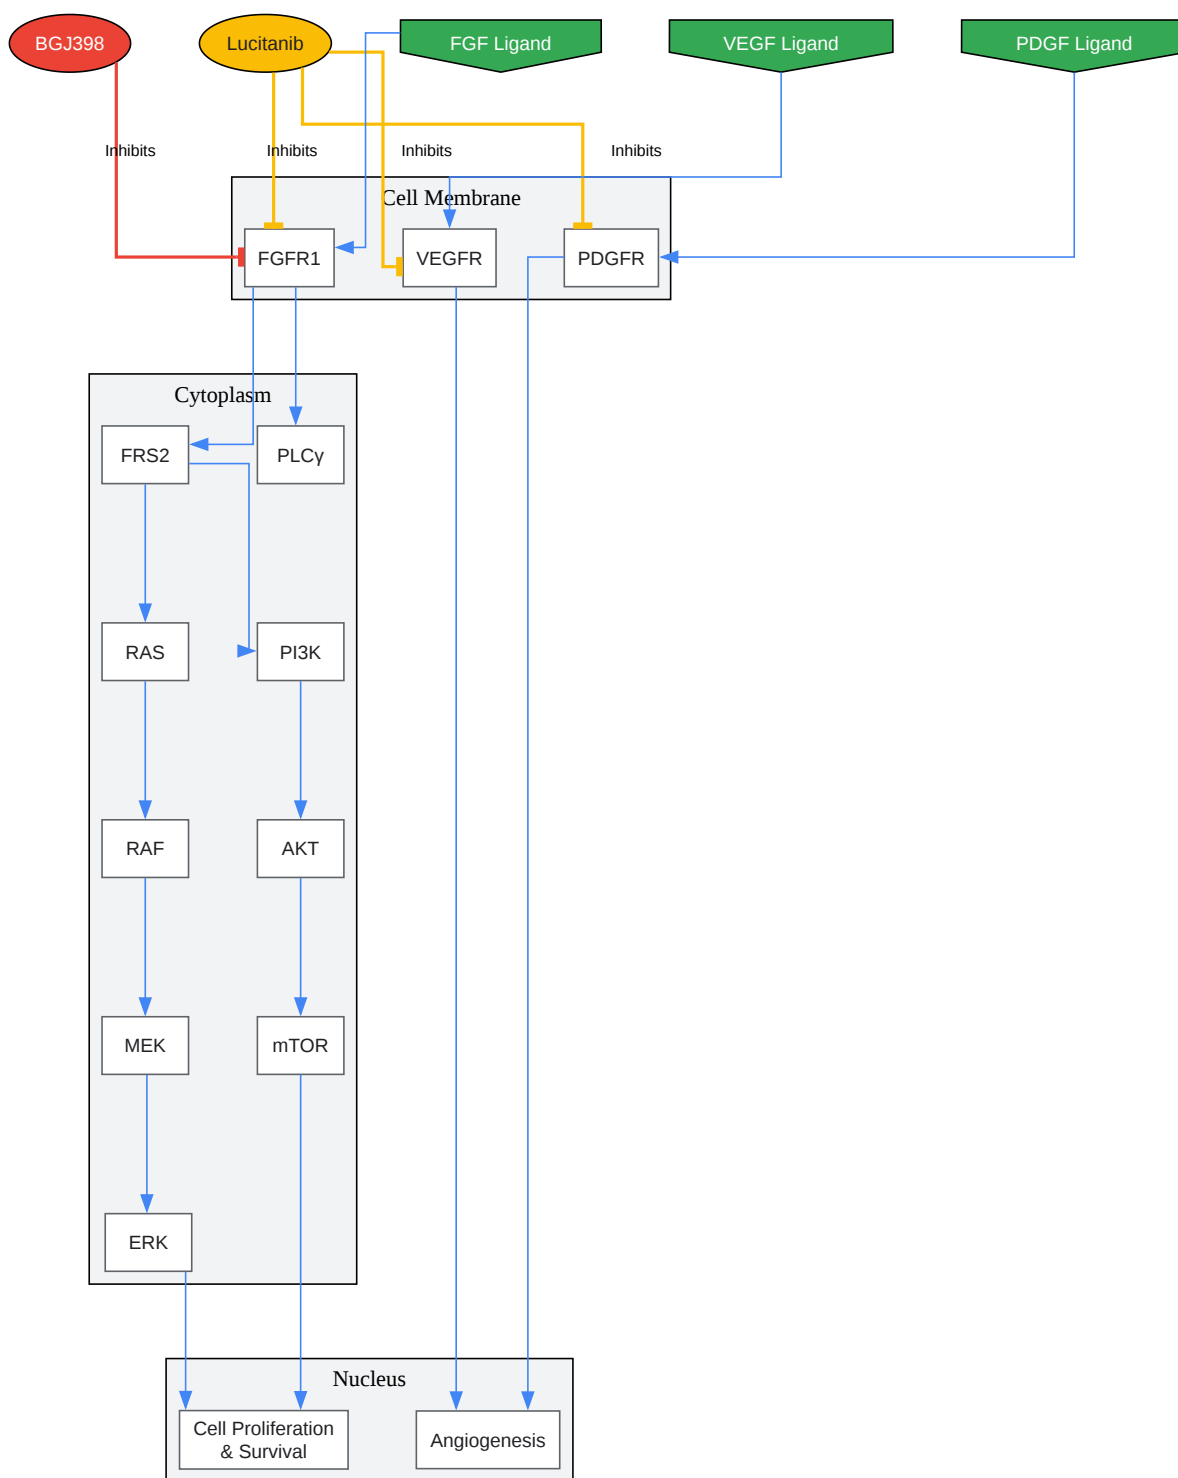 BGJ398
Lucitanib
FGF Ligand
VEGF Ligand
PDGF Ligand
Inhibits
Inhibits
Inhibits
Inhibits
Cell Membrane
FGFR1
VEGFR
PDGFR
Cytoplasm
FRS2
PLCγ
RAS
PI3K
RAF
AKT
MEK
mTOR
ERK
Nucleus
Cell Proliferation
& Survival
Angiogenesis